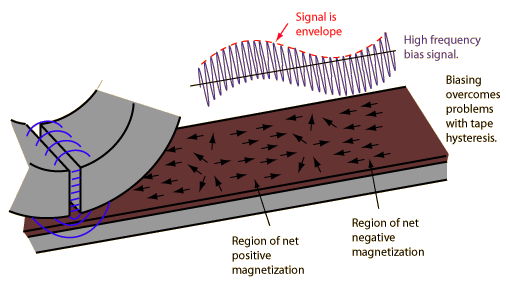 Signal is
envelope
High frequency
bias signal.
Biasing
overcomes
problems
with tape
hysteresis.
Region of net
positive
magnetization
Region of net
negative
magnetization